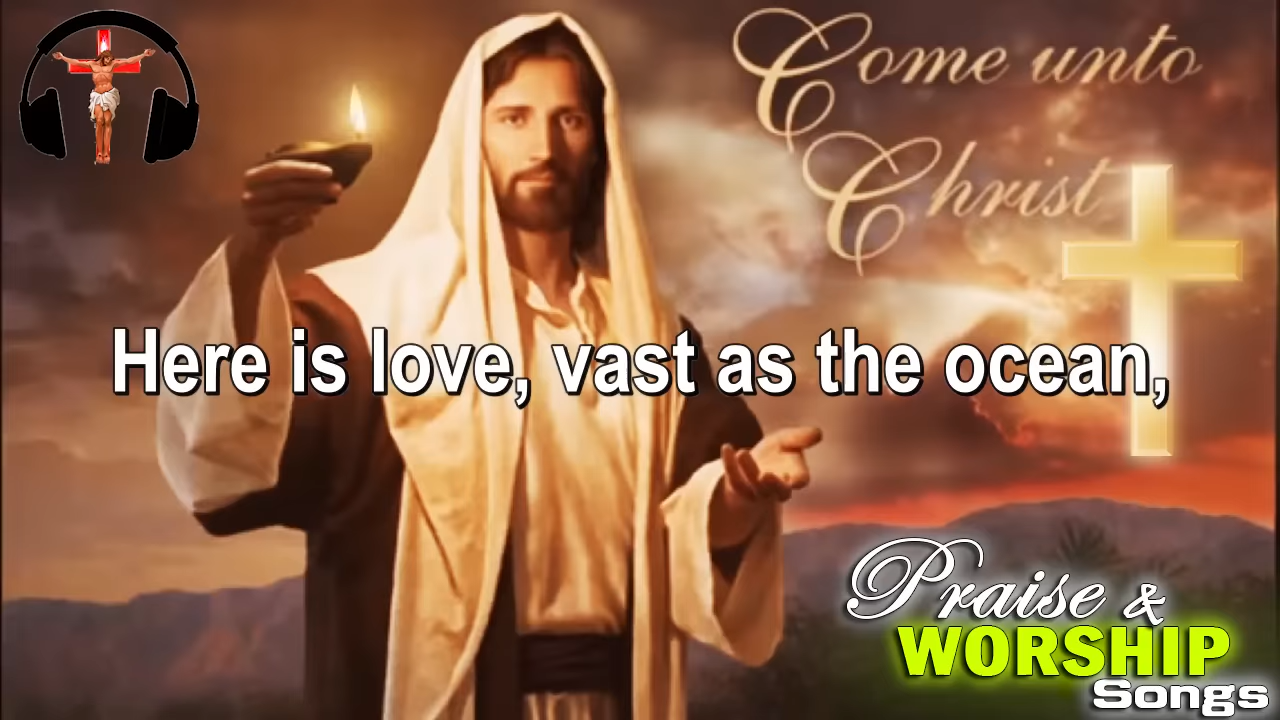 Come unto
Christ
Here is love, vast as the ocean,
Praise &
WORSHIP
Songs